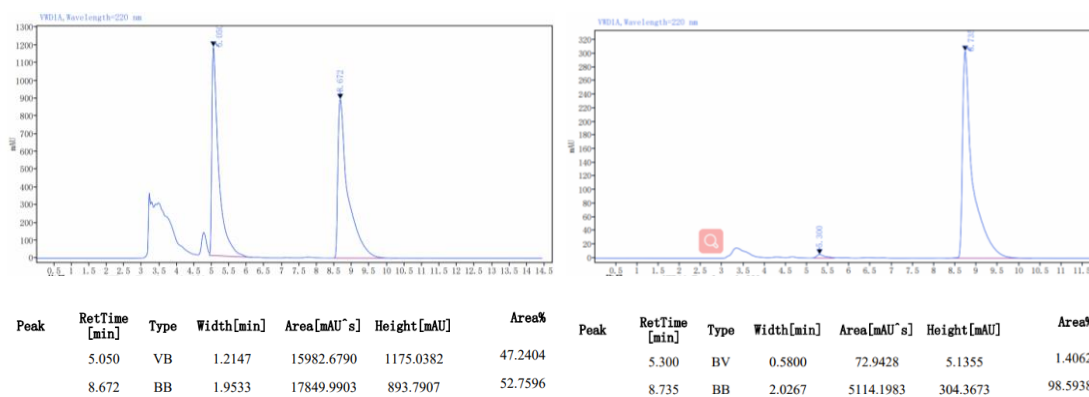 VWD1A,Wavelength=220 nm
1300
1200
1100
1000
900
800
700
600
500
400
300
200
100
0
mAU
8.672
1 1.5 2 2.5 3 3.5 4 4.5 5 5.5 6 6.5 7 7.5 8 8.5 9 9.5 10 10.5 11 11.5 12 12.5 13 13.5 14 14.5
Peak RetTime [min] Type Width[min] Area[mAU^s] Height[mAU] Area%
5.050 VB 1.2147 15982.6790 1175.0382 47.2404
8.672 BB 1.9533 17849.9903 893.7907 52.7596
VWD1A,Wavelength=220 nm
320
300
280
260
240
220
200
180
160
140
120
100
80
60
40
20
0
mAU
5.300
8.735
0.5 1 1.5 2 2.5 3 3.5 4 4.5 5 5.5 6 6.5 7 7.5 8 8.5 9 9.5 10 10.5 11 11.5
Peak RetTime [min] Type Width[min] Area[mAU^s] Height[mAU] Area%
5.300 BV 0.5800 72.9428 5.1355 1.4062
8.735 BB 2.0267 5114.1983 304.3673 98.5938